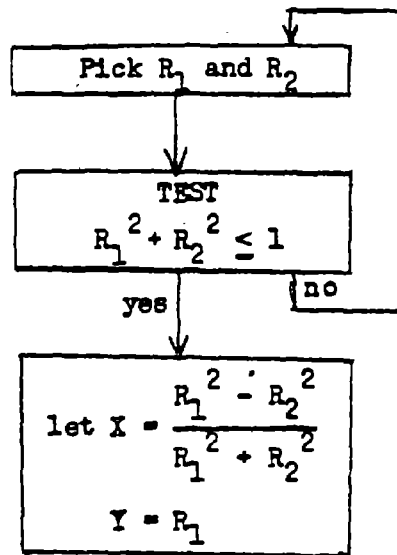 Pick R₁ and R₂
TEST
R₁² + R₂² ≤ 1
yes
no
let X = (R₁² - R₂²) / (R₁² + R₂²)
Y = R₁